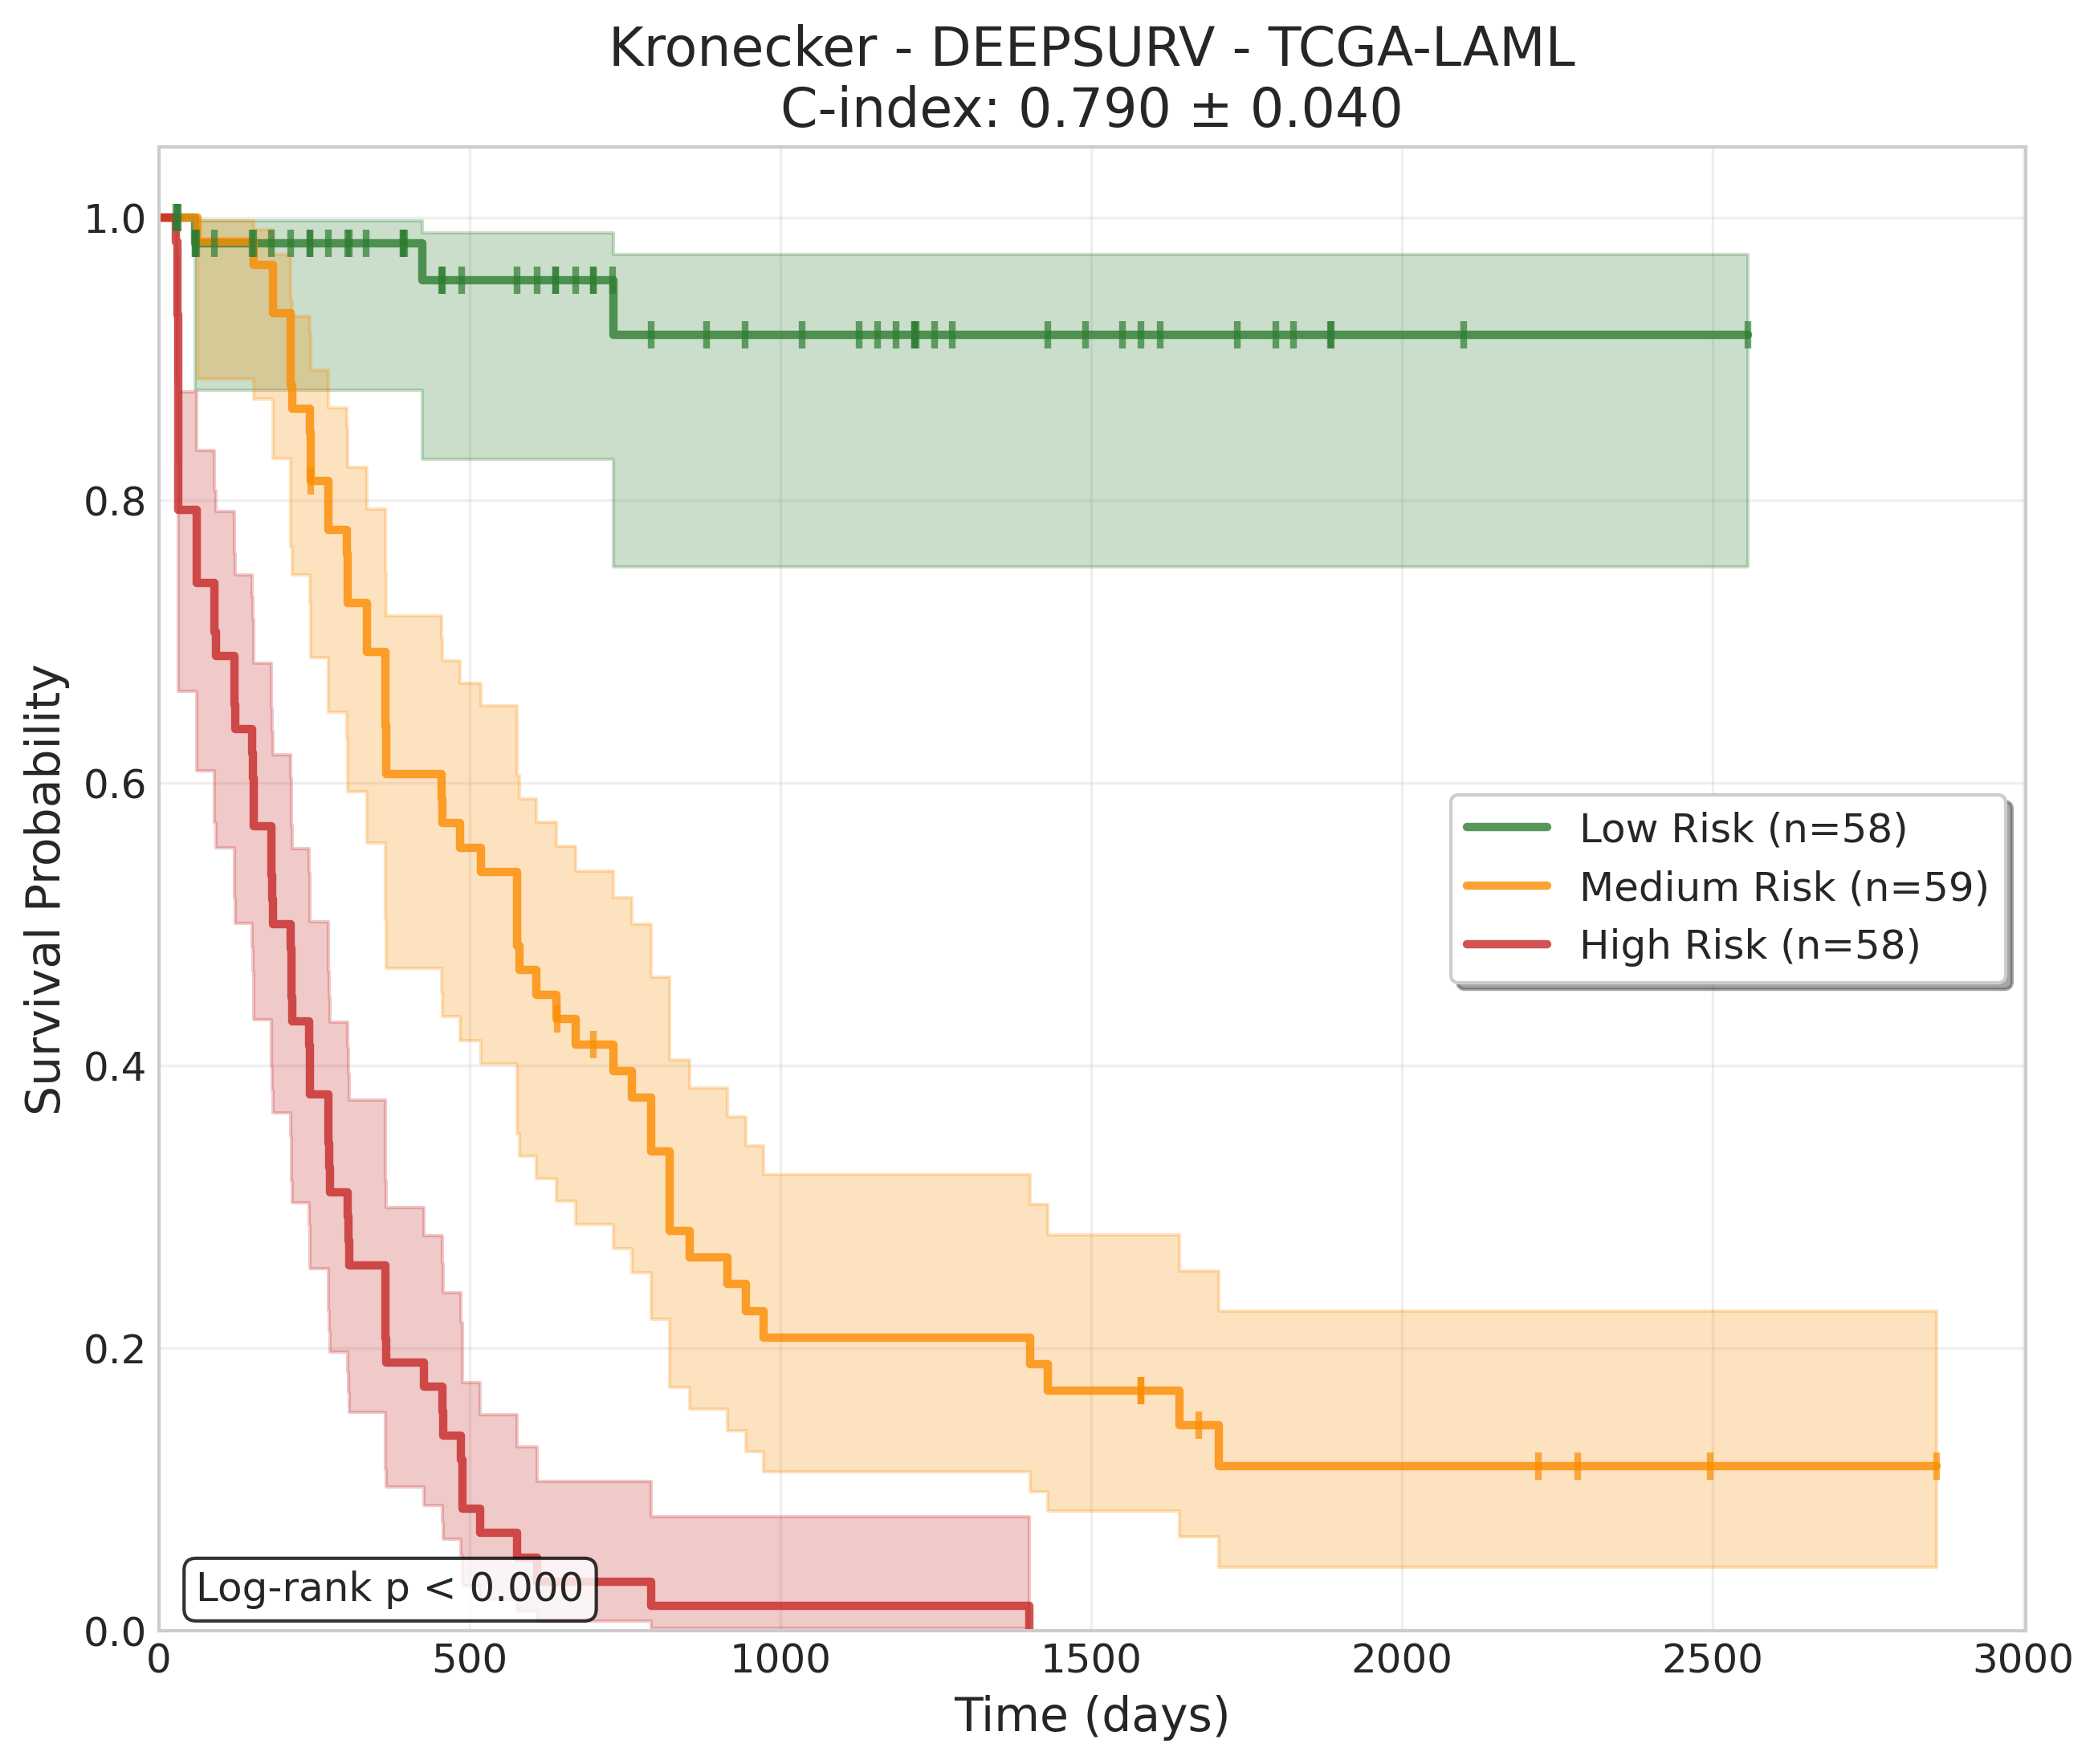 Kronecker - DEEPSURV - TCGA-LAML
C-index: 0.790 ± 0.040
Survival Probability
1.0
0.8
0.6
0.4
0.2
0.0
Low Risk (n=58)
Medium Risk (n=59)
High Risk (n=58)
Log-rank p < 0.000
0 500 1000 1500 2000 2500 3000
Time (days)